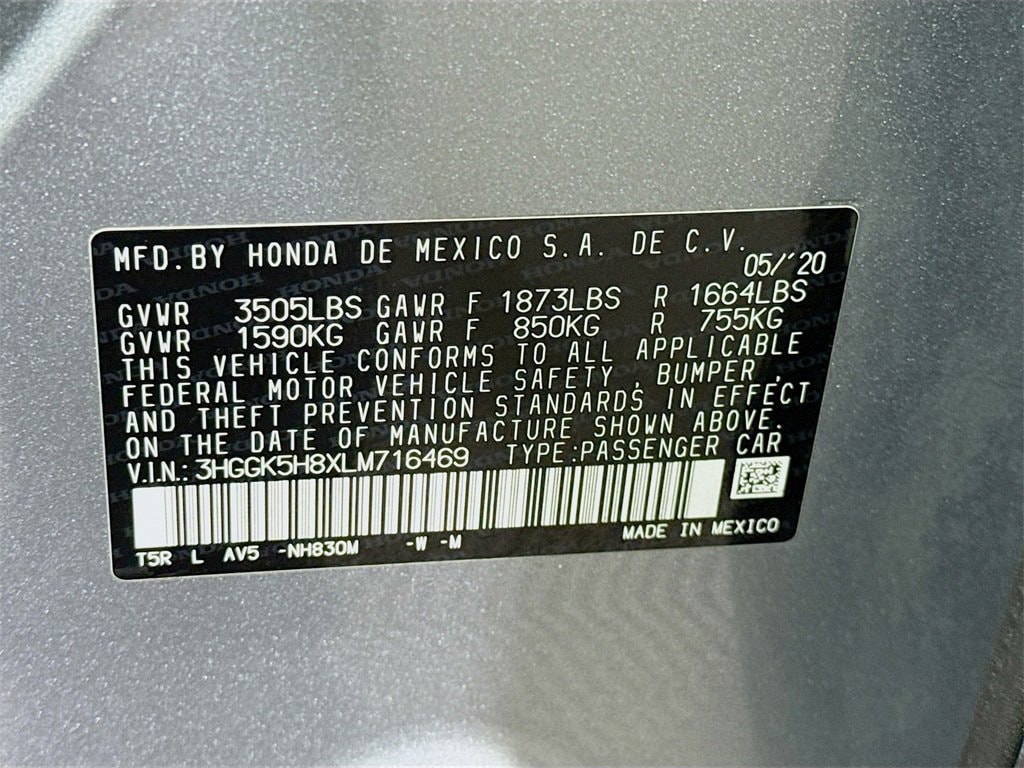 MFD. BY HONDA DE MEXICO S.A. DE C.V.
05/'20
GVWR 3505LBS GAWR F 1873LBS R 1664LBS
GVWR 1590KG GAWR F 850KG R 755KG
THIS VEHICLE CONFORMS TO ALL APPLICABLE
FEDERAL MOTOR VEHICLE SAFETY, BUMPER,
AND THEFT PREVENTION STANDARDS IN EFFECT
ON THE DATE OF MANUFACTURE SHOWN ABOVE.
V.I.N.: 3HGGK5H8XLM716469 TYPE:PASSENGER CAR
MADE IN MEXICO
T5R L AV5 -NH830M -W -M